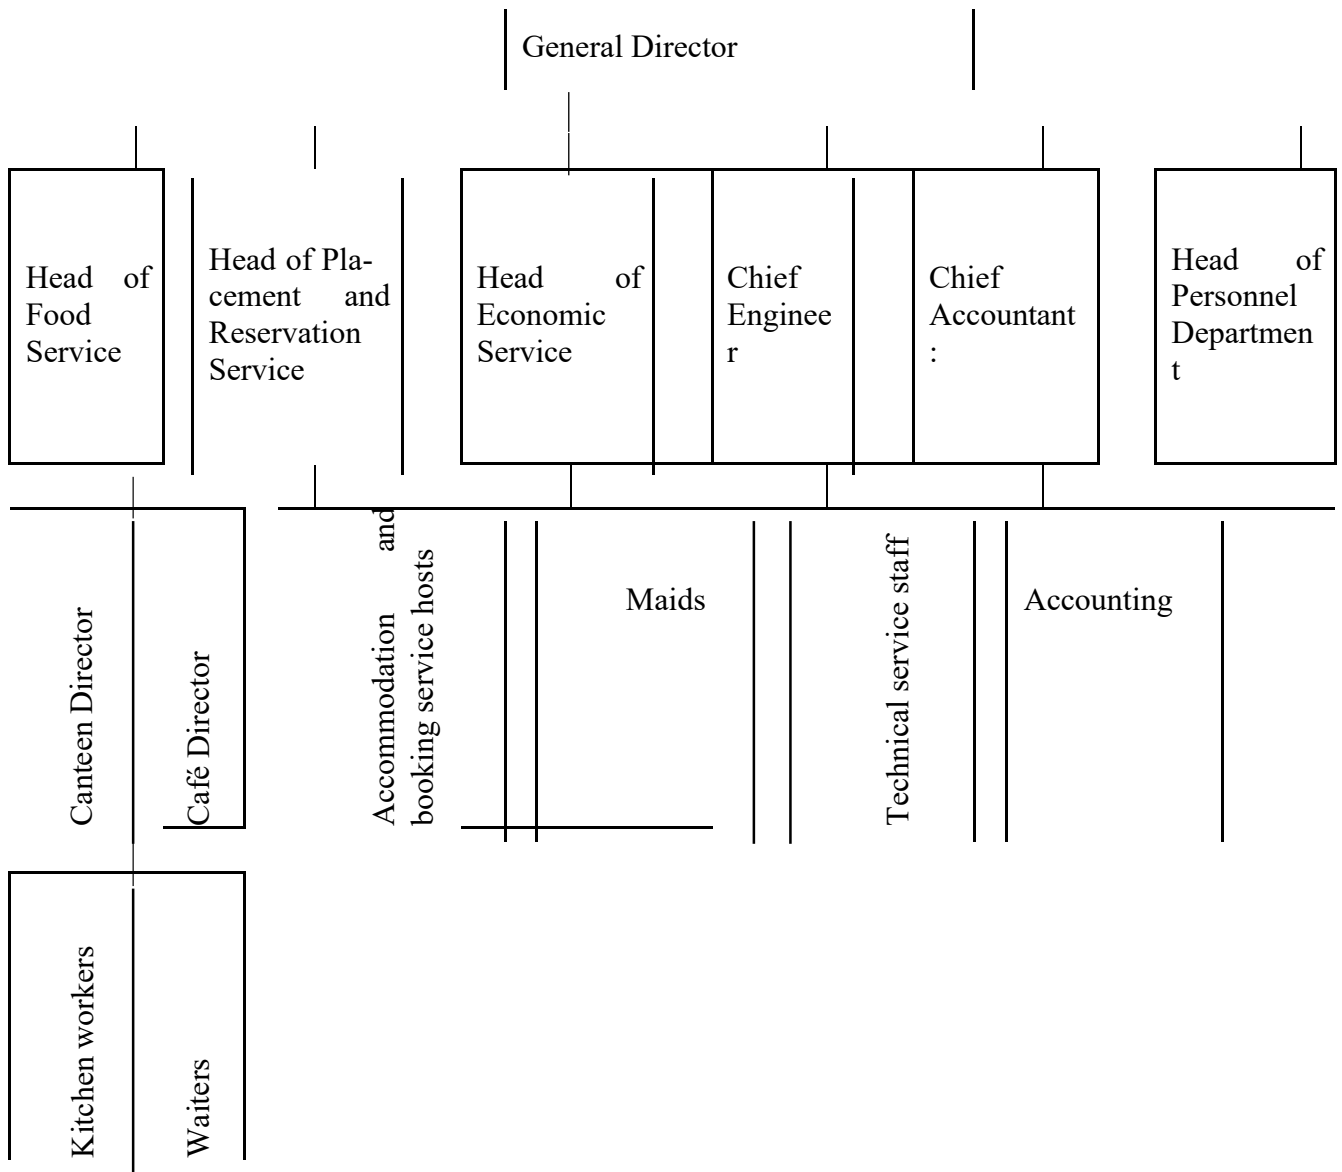 General Director
Head of
Food
Service
Head of Pla-
cement and
Reservation
Service
Head of
Economic
Service
Chief
Enginee
r
Chief
Accountant
:
Head of
Personnel
Departmen
t
Canteen Director
Café Director
Accommodation and
booking service hosts
Maids
Technical service staff
Accounting
Kitchen workers
Waiters